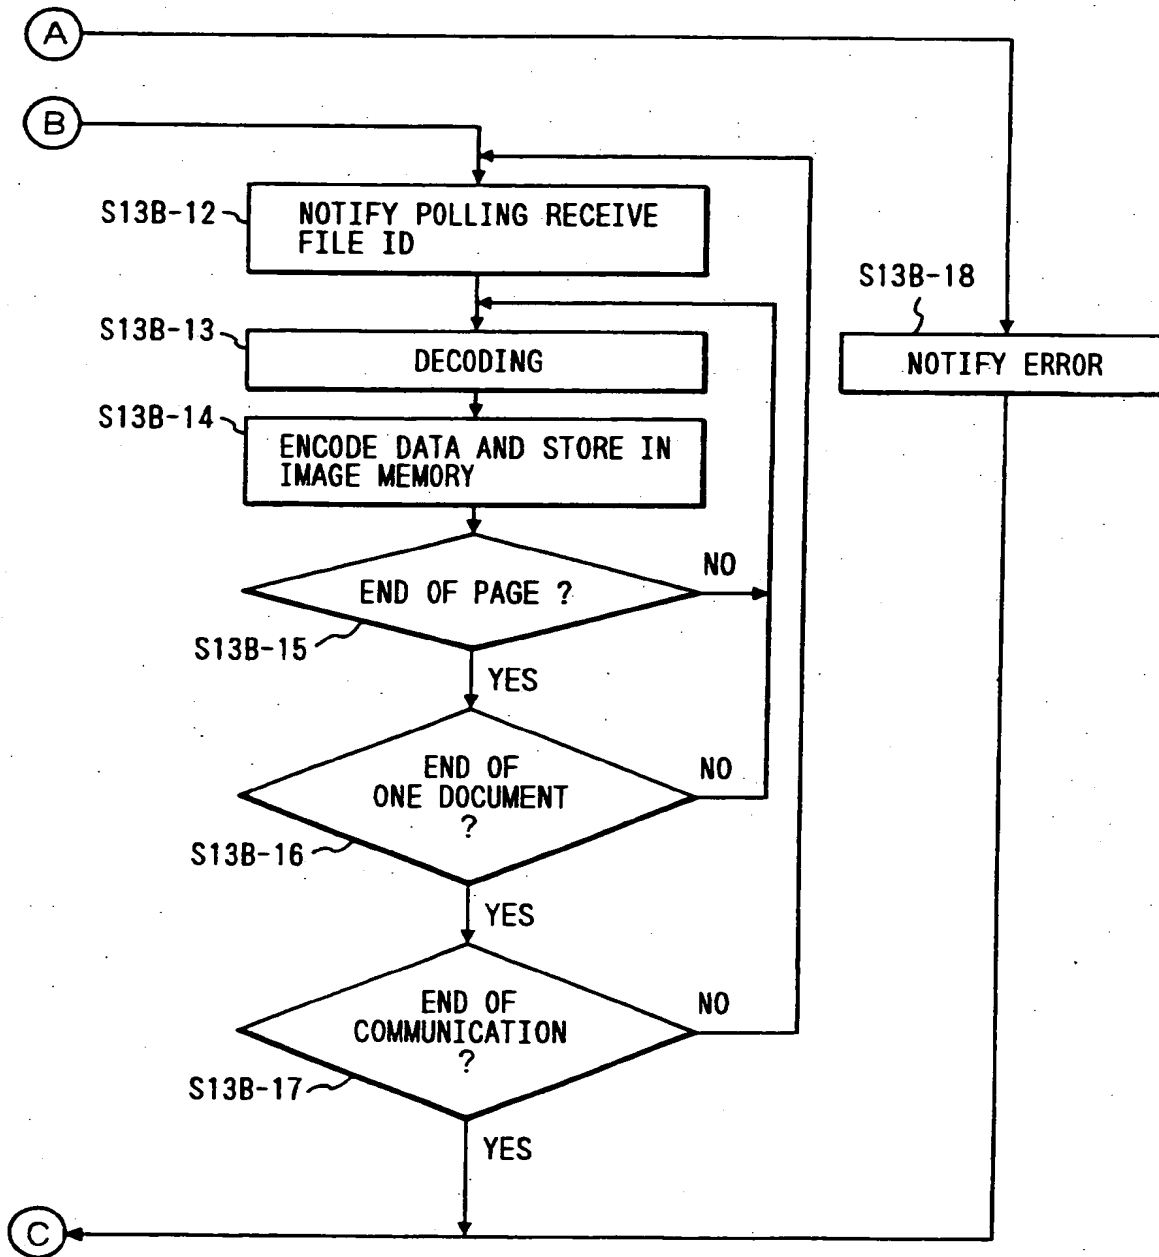 A
B
S13B-12
NOTIFY POLLING RECEIVE
FILE ID
S13B-18
NOTIFY ERROR
S13B-13
DECODING
S13B-14
ENCODE DATA AND STORE IN
IMAGE MEMORY
END OF PAGE ?
NO
S13B-15
YES
END OF
ONE DOCUMENT
?
NO
S13B-16
YES
END OF
COMMUNICATION
?
NO
S13B-17
YES
C